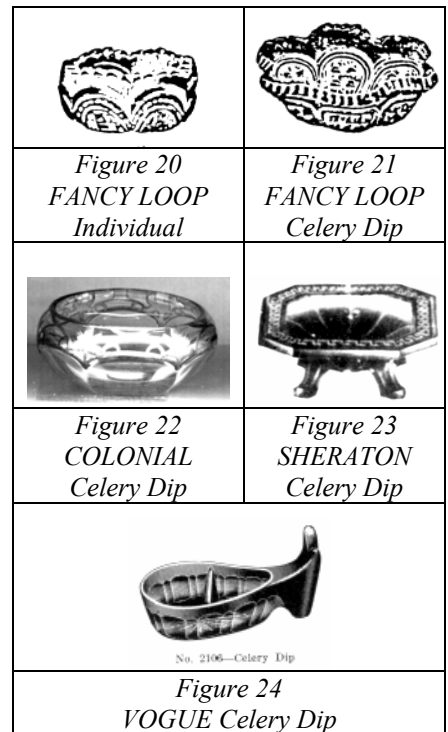 Figure 20
FANCY LOOP
Individual
Figure 21
FANCY LOOP
Celery Dip
Figure 22
COLONIAL
Celery Dip
Figure 23
SHERATON
Celery Dip
No. 2106—Celery Dip
Figure 24
VOGUE Celery Dip